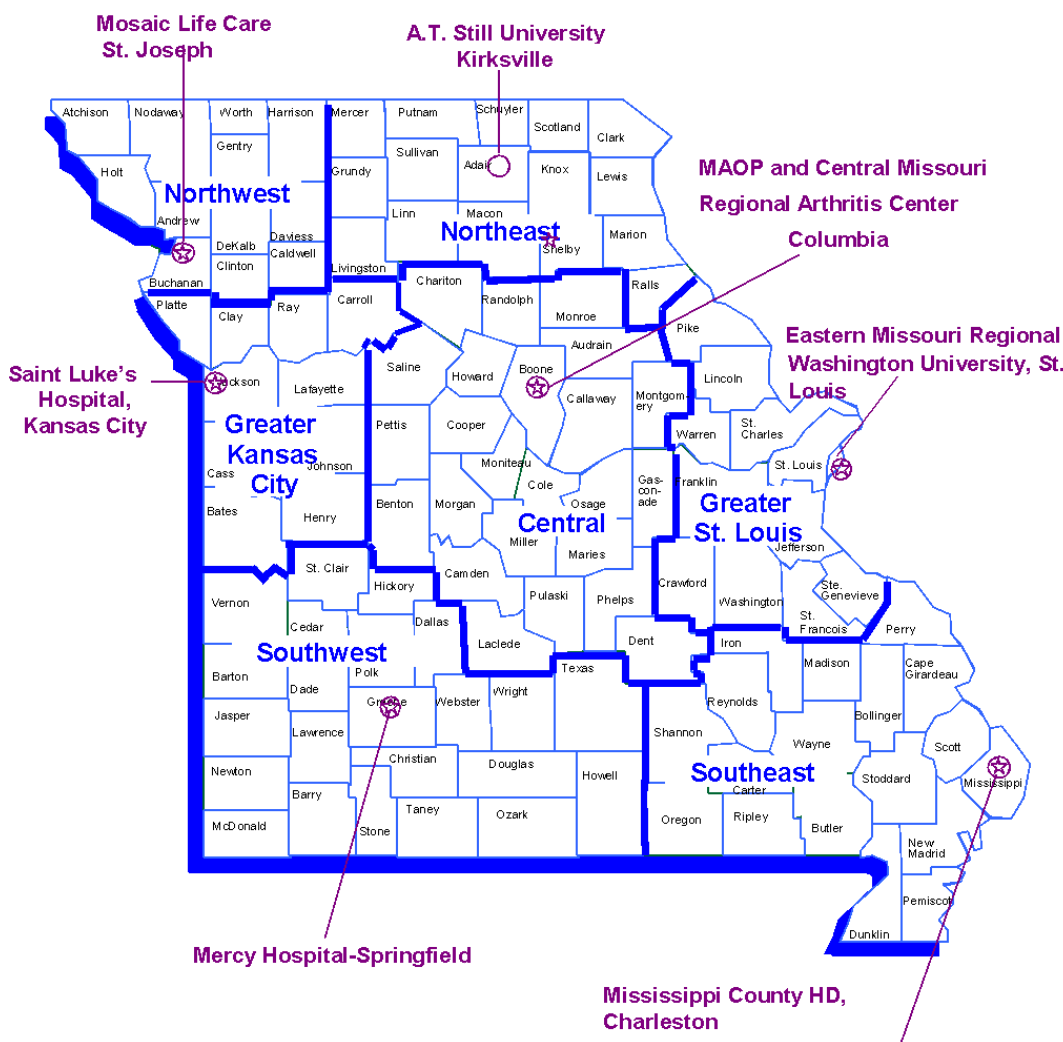 Mosaic Life Care
St. Joseph
A.T. Still University
Kirksville
Atchison
Nodaway
Worth
Harrison
Mercer
Putnam
Schuyler
Scotland
Clark
Gentry
Sullivan
Adair
Knox
Lewis
Holt
Grundy
Northwest
MAOP and Central Missouri
Regional Arthritis Center
Columbia
Andrew
Linn
Macon
Northeast
Shelby
Marion
DeKalb
Daviess
Caldwell
Clinton
Buchanan
Livingston
Chariton
Randolph
Ralls
Monroe
Platte
Clay
Ray
Carroll
Pike
Audrain
Eastern Missouri Regional
Washington University, St.
Louis
Saint Luke's
Hospital,
Kansas City
Jackson
Lafayette
Saline
Howard
Boone
Callaway
Montgom-
ery
Lincoln
Greater
Kansas
City
Pettis
Cooper
Warren
St.
Charles
Johnson
Cass
Moniteau
Cole
St. Louis
Gas-
con-
ade
Franklin
Bates
Henry
Benton
Morgan
Osage
Central
Greater
St. Louis
Miller
Maries
Jefferson
St. Clair
Hickory
Camden
Pulaski
Phelps
Crawford
Washington
Ste.
Genevieve
St.
Francois
Perry
Vernon
Cedar
Dallas
Laclede
Dent
Iron
Southwest
Barton
Polk
Texas
Madison
Cape
Girardeau
Dade
Greene
Webster
Wright
Reynolds
Jasper
Lawrence
Shannon
Bollinger
Wayne
Scott
Christian
Douglas
Howell
Southeast
Stoddard
Mississippi
Newton
Barry
Carter
McDonald
Stone
Taney
Ozark
Oregon
Ripley
Butler
New
Madrid
Pemiscot
Dunklin
Mercy Hospital-Springfield
Mississippi County HD,
Charleston